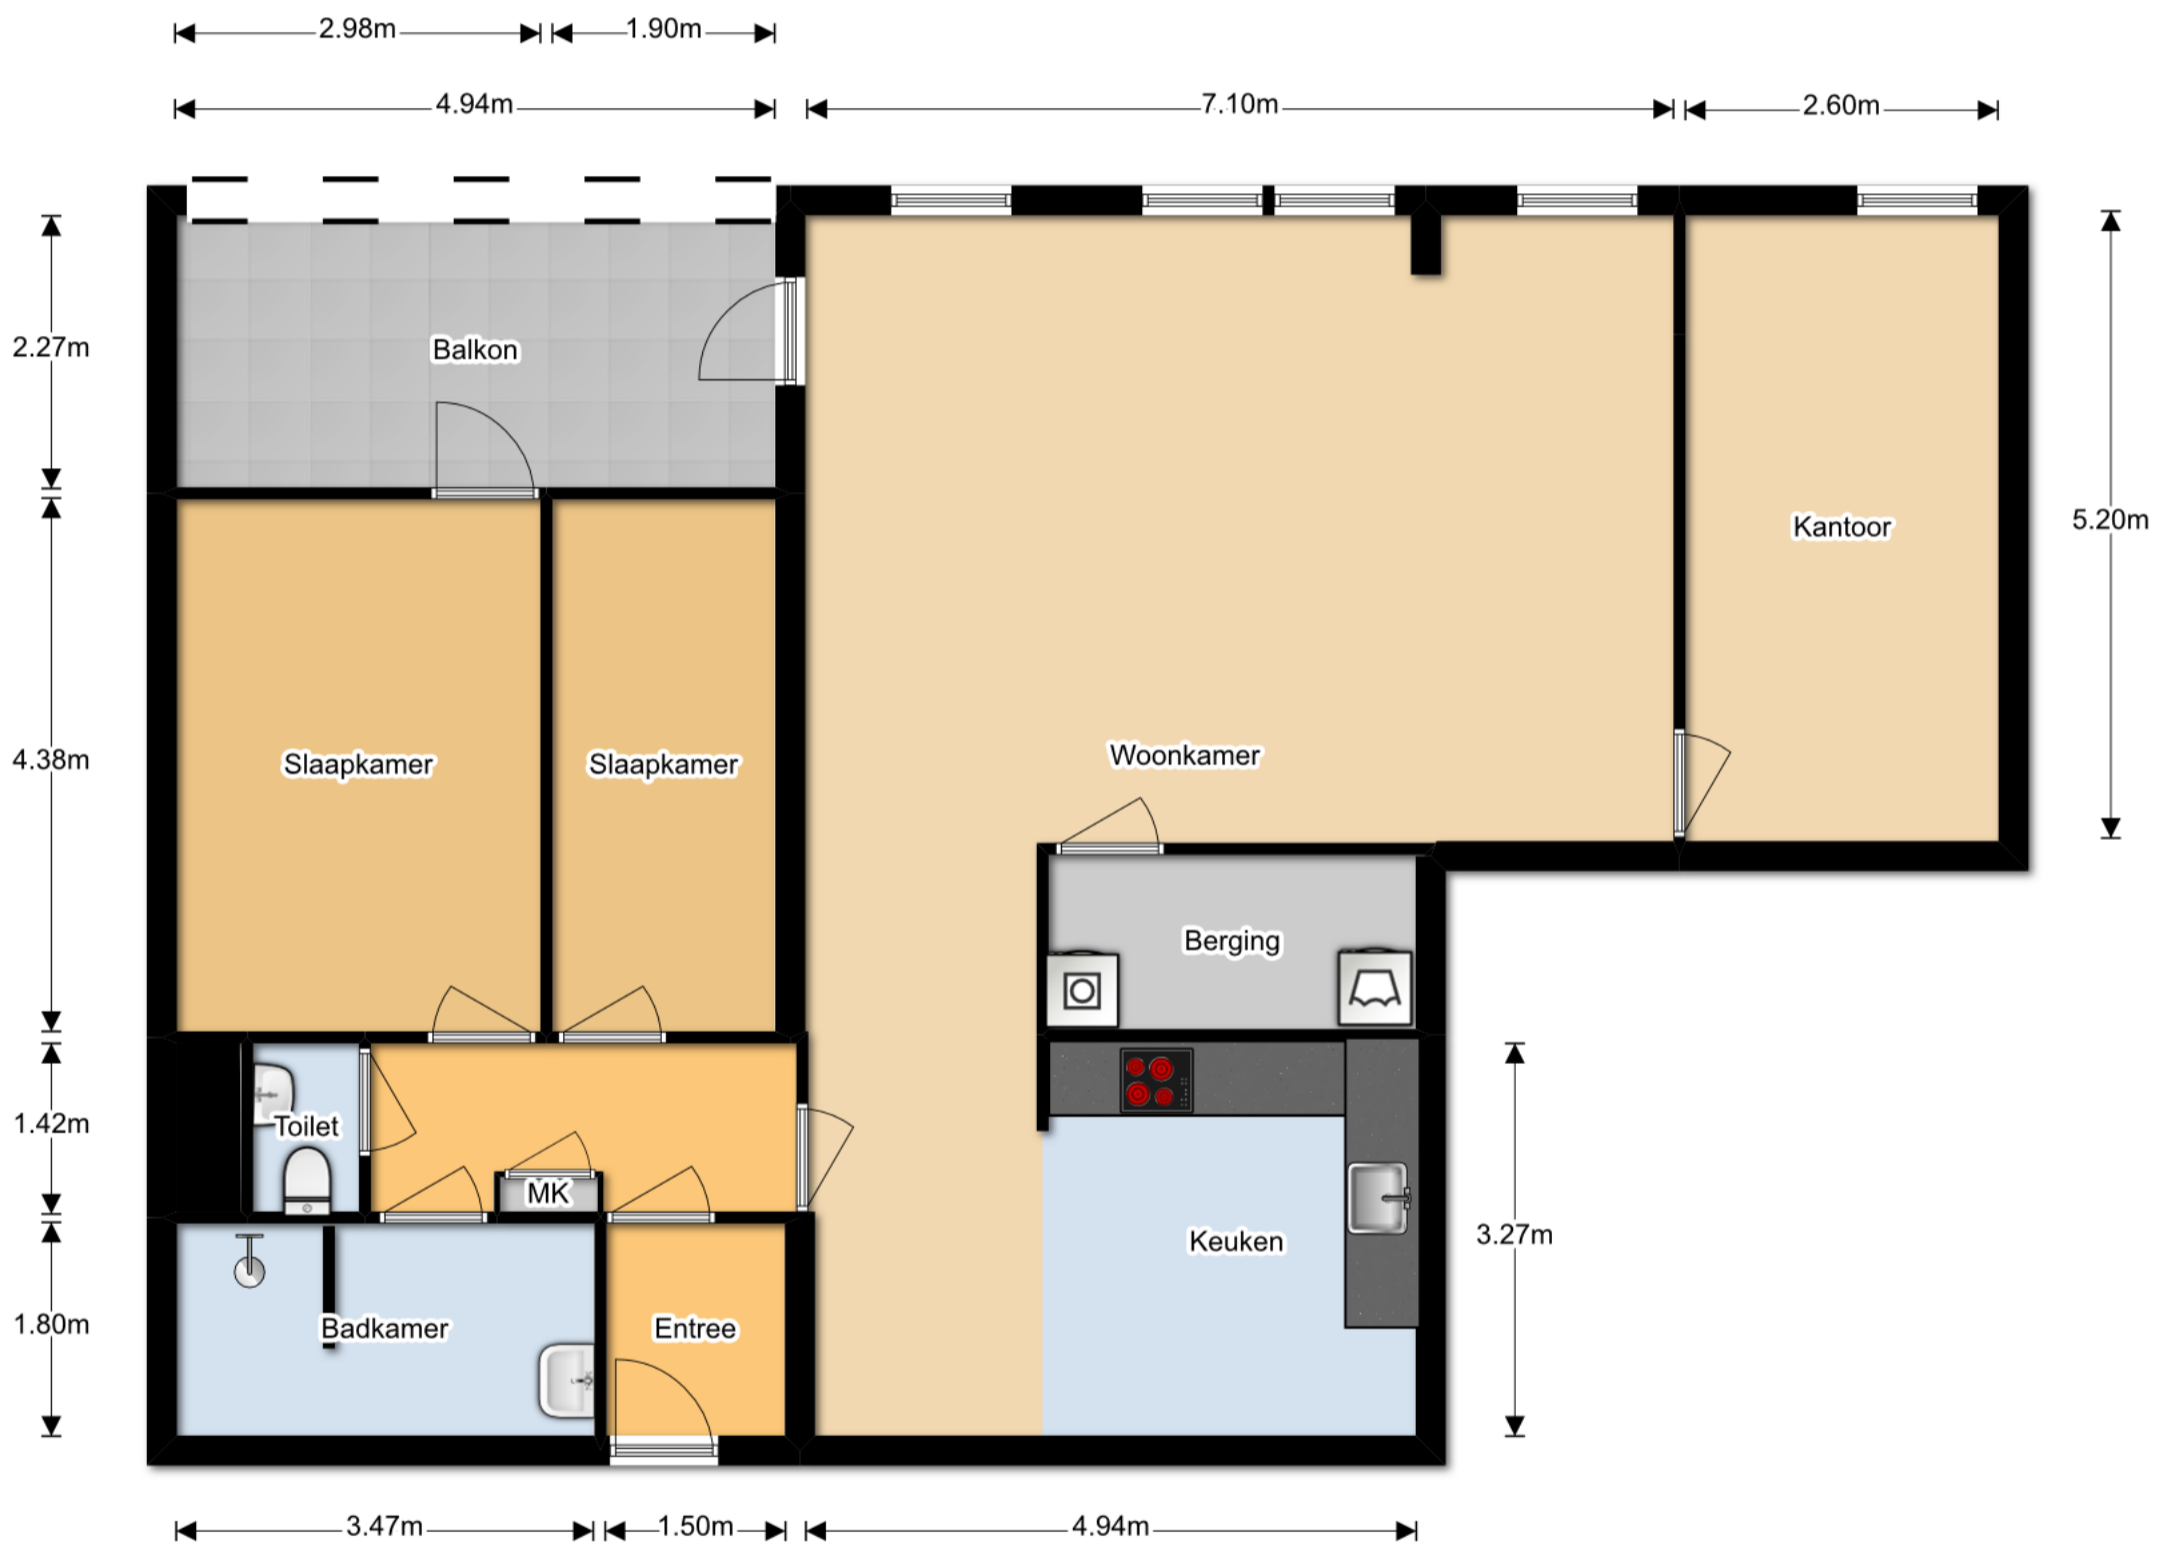 2.98m
1.90m
4.94m
7.10m
2.60m
2.27m
Balkon
5.20m
Kantoor
4.38m
Slaapkamer
Slaapkamer
Woonkamer
Berging
1.42m
Toilet
MK
3.27m
Keuken
1.80m
Badkamer
Entree
3.47m
1.50m
4.94m